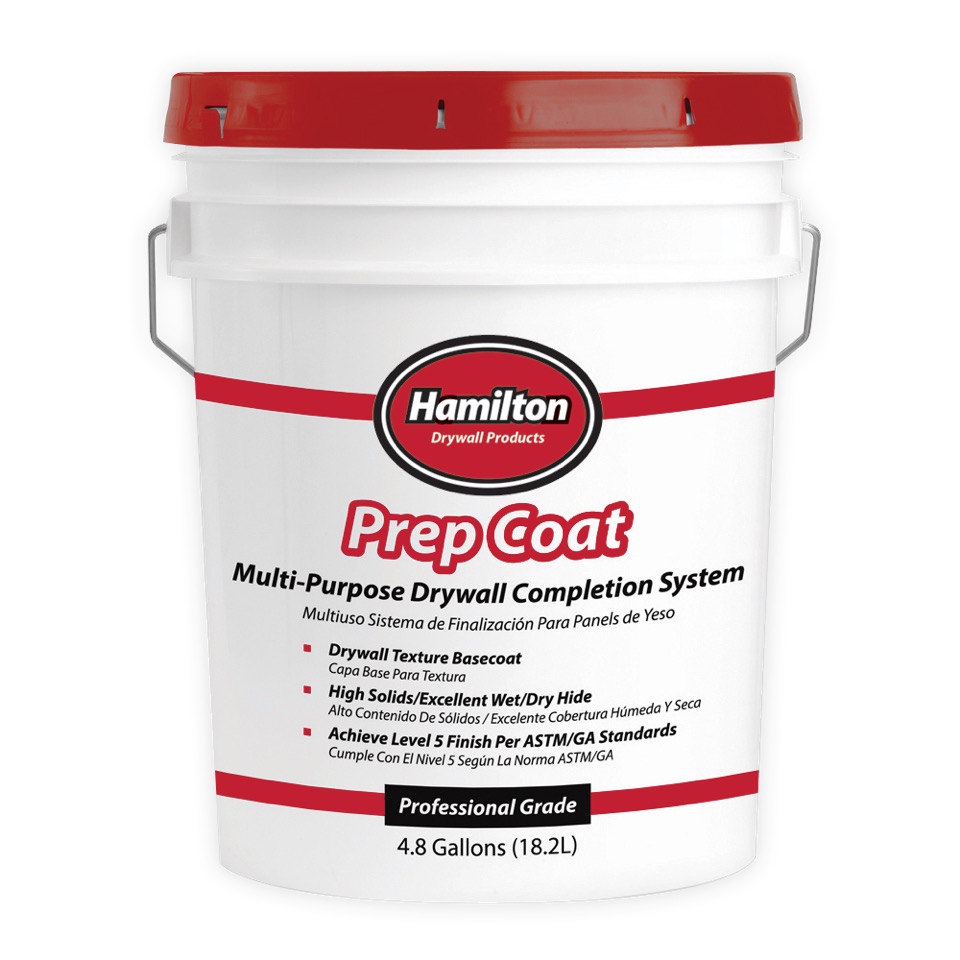 Hamilton
Drywall Products
Prep Coat
Multi-Purpose Drywall Completion System
Multiuso Sistema de Finalización Para Panels de Yeso
Drywall Texture Basecoat
Capa Base Para Textura
High Solids/Excellent Wet/Dry Hide
Alto Contenido De Sólidos / Excelente Cobertura Húmeda Y Seca
Achieve Level 5 Finish Per ASTM/GA Standards
Cumple Con El Nivel 5 Según La Norma ASTM/GA
Professional Grade
4.8 Gallons (18.2L)